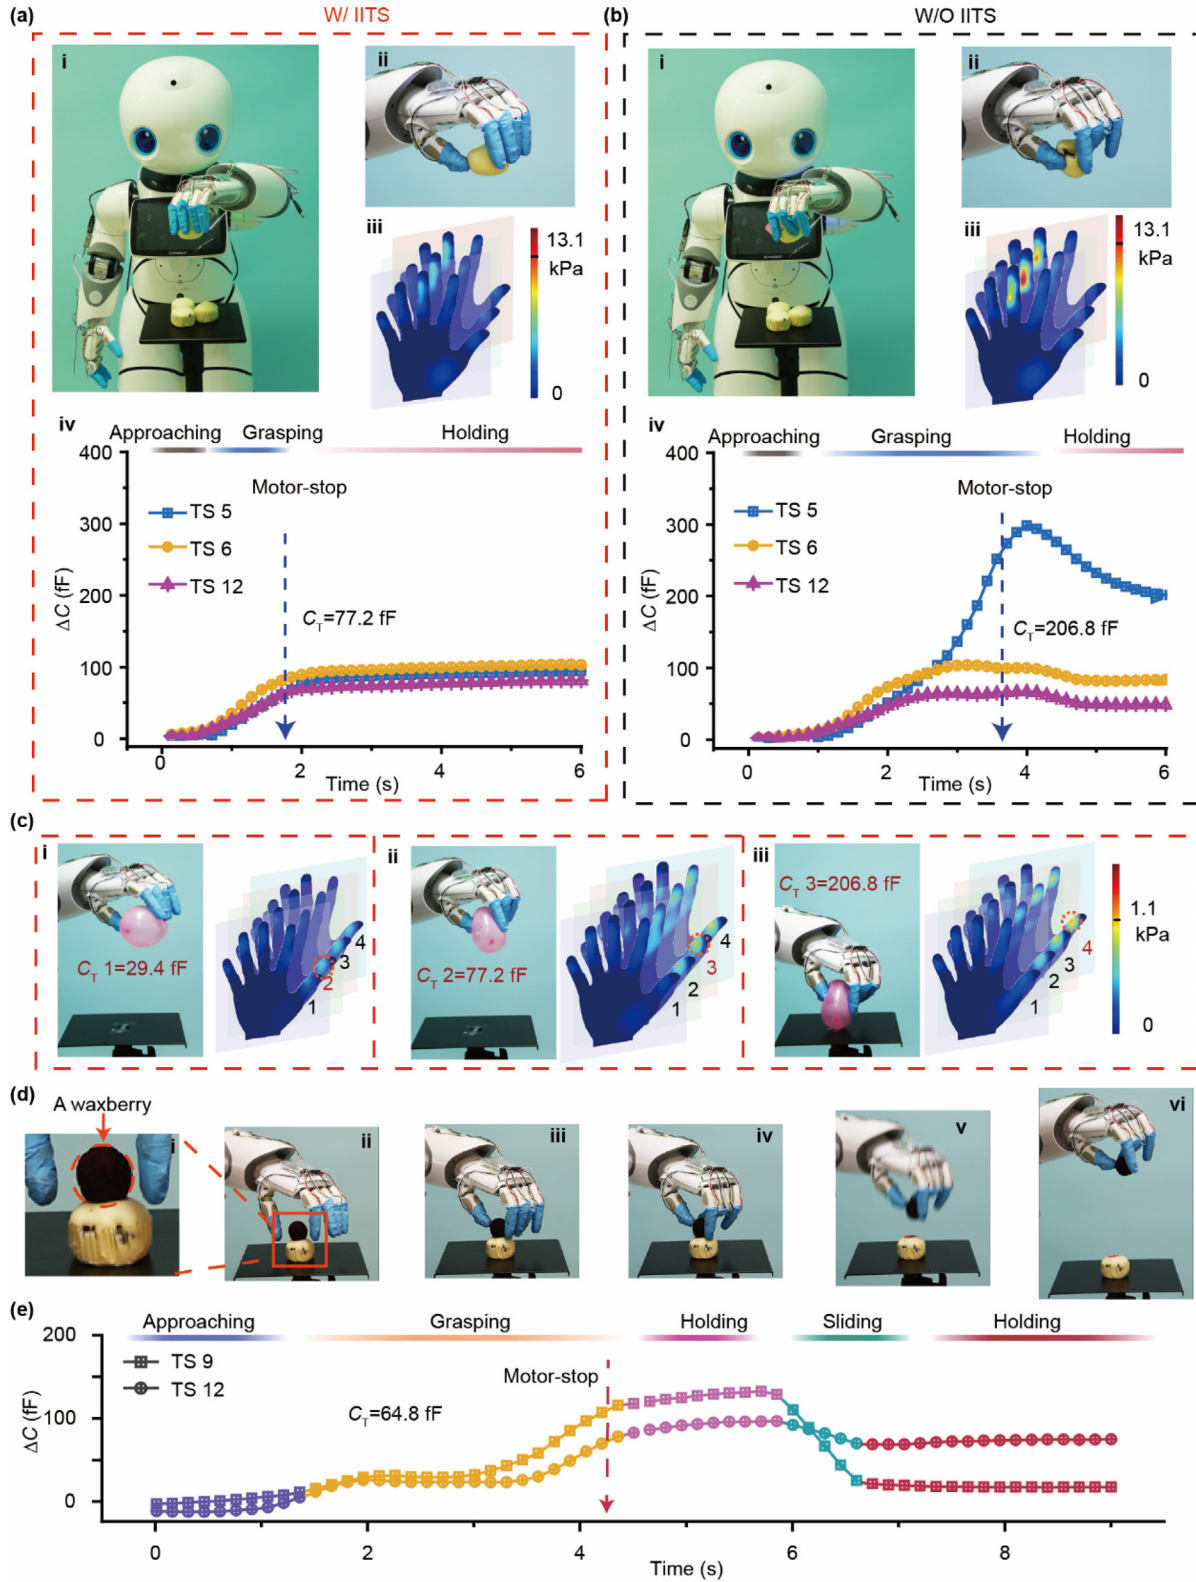 (a)
W/ IITS
i
ii
iii
13.1
kPa
0
iv
Approaching
Grasping
Holding
400
300
200
100
0
ΔC (fF)
Motor-stop
TS 5
TS 6
TS 12
C_T=77.2 fF
0
2
4
6
Time (s)
(b)
W/O IITS
i
ii
iii
13.1
kPa
0
iv
Approaching
Grasping
Holding
400
300
200
100
0
ΔC (fF)
Motor-stop
TS 5
TS 6
TS 12
C_T=206.8 fF
0
2
4
6
Time (s)
(c)
i
C_T 1=29.4 fF
4
3
2
1
ii
C_T 2=77.2 fF
4
3
2
1
iii
C_T 3=206.8 fF
4
3
2
1
1.1
kPa
0
(d)
A waxberry
i
ii
iii
iv
v
vi
(e)
Approaching
Grasping
Holding
Sliding
Holding
200
100
0
ΔC (fF)
TS 9
TS 12
C_T=64.8 fF
Motor-stop
0
2
4
6
8
Time (s)